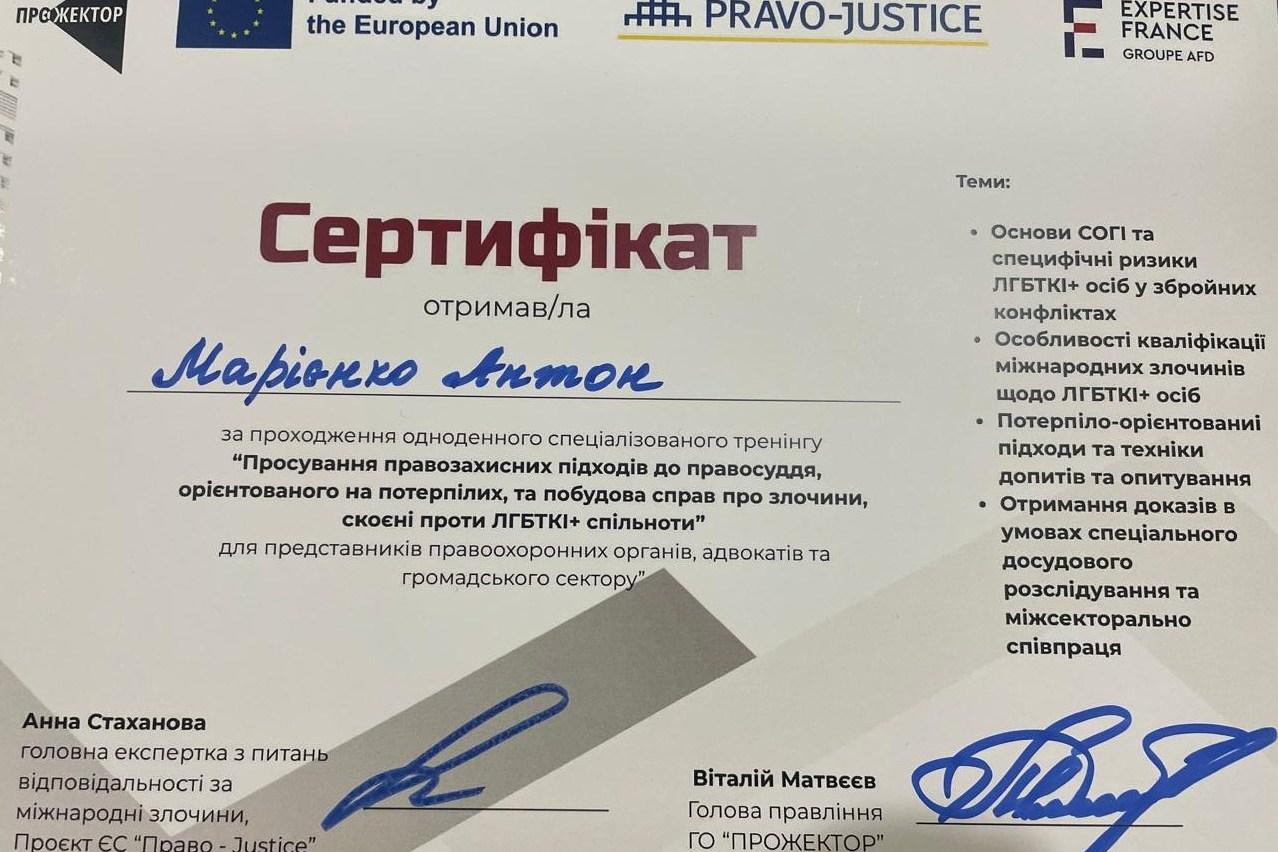 ПРОЖЕКТОР
Funded by
the European Union
PRAVO-JUSTICE
EXPERTISE
FRANCE
GROUPE AFD
Сертифікат
отримав/ла
Марієнко Антон
за проходження одноденного спеціалізованого тренінгу
“Просування правозахисних підходів до правосуддя,
орієнтованого на потерпілих, та побудова справ про злочини,
скоєні проти ЛГБТКІ+ спільноти”
для представників правоохоронних органів, адвокатів та
громадського сектору”
Теми:
• Основи СОГІ та
специфічні ризики
ЛГБТКІ+ осіб у збройних
конфліктах
• Особливості кваліфікації
міжнародних злочинів
щодо ЛГБТКІ+ осіб
• Потерпіло-орієнтовані
підходи та техніки
допитів та опитування
• Отримання доказів в
умовах спеціального
досудового
розслідування та
міжсекторально
співпраця
Анна Стаханова
головна експертка з питань
відповідальності за
міжнародні злочини,
Проєкт ЄС “Право - Justice”
Віталій Матвєєв
Голова правління
ГО “ПРОЖЕКТОР”